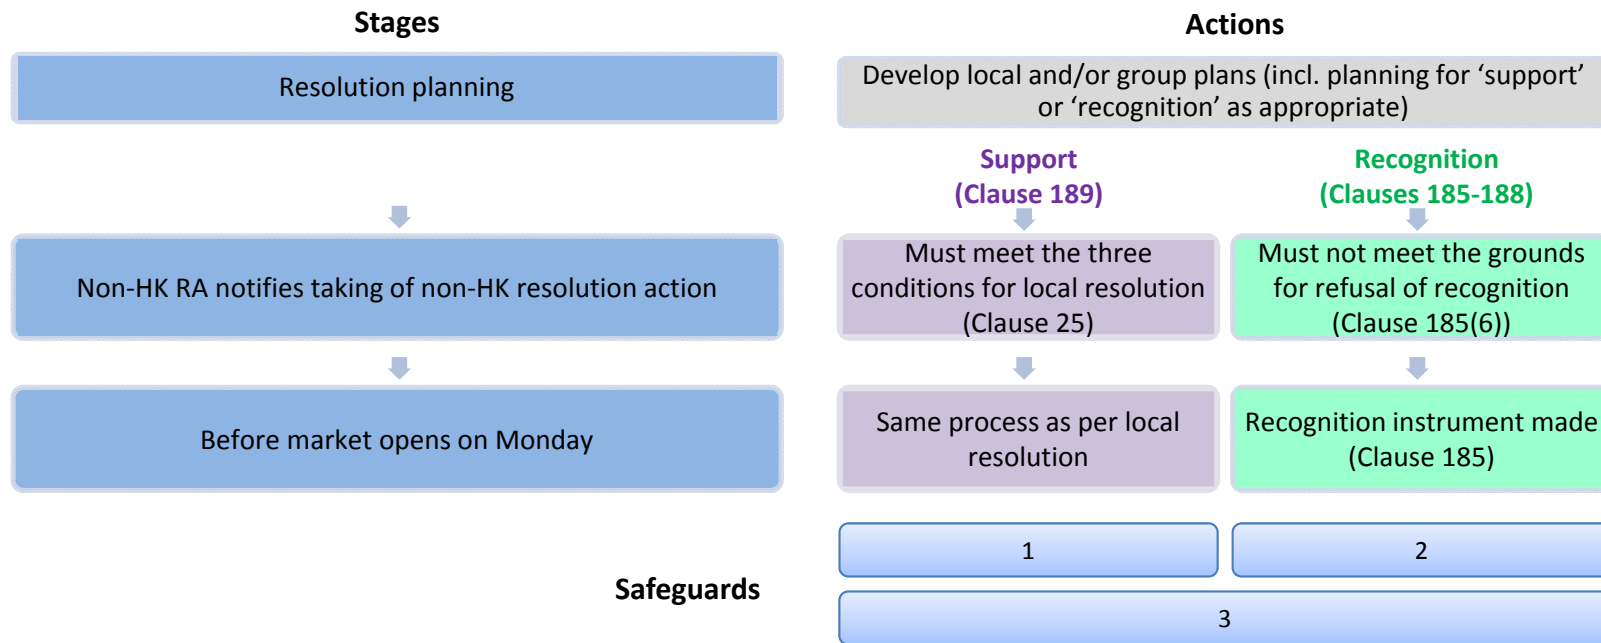 Stages
Actions
Resolution planning
Develop local and/or group plans (incl. planning for ‘support’
or ‘recognition’ as appropriate)
Support
(Clause 189)
Recognition
(Clauses 185-188)
Non-HK RA notifies taking of non-HK resolution action
Must meet the three
conditions for local resolution
(Clause 25)
Must not meet the grounds
for refusal of recognition
(Clause 185(6))
Before market opens on Monday
Same process as per local
resolution
Recognition instrument made
(Clause 185)
Safeguards
1
2
3